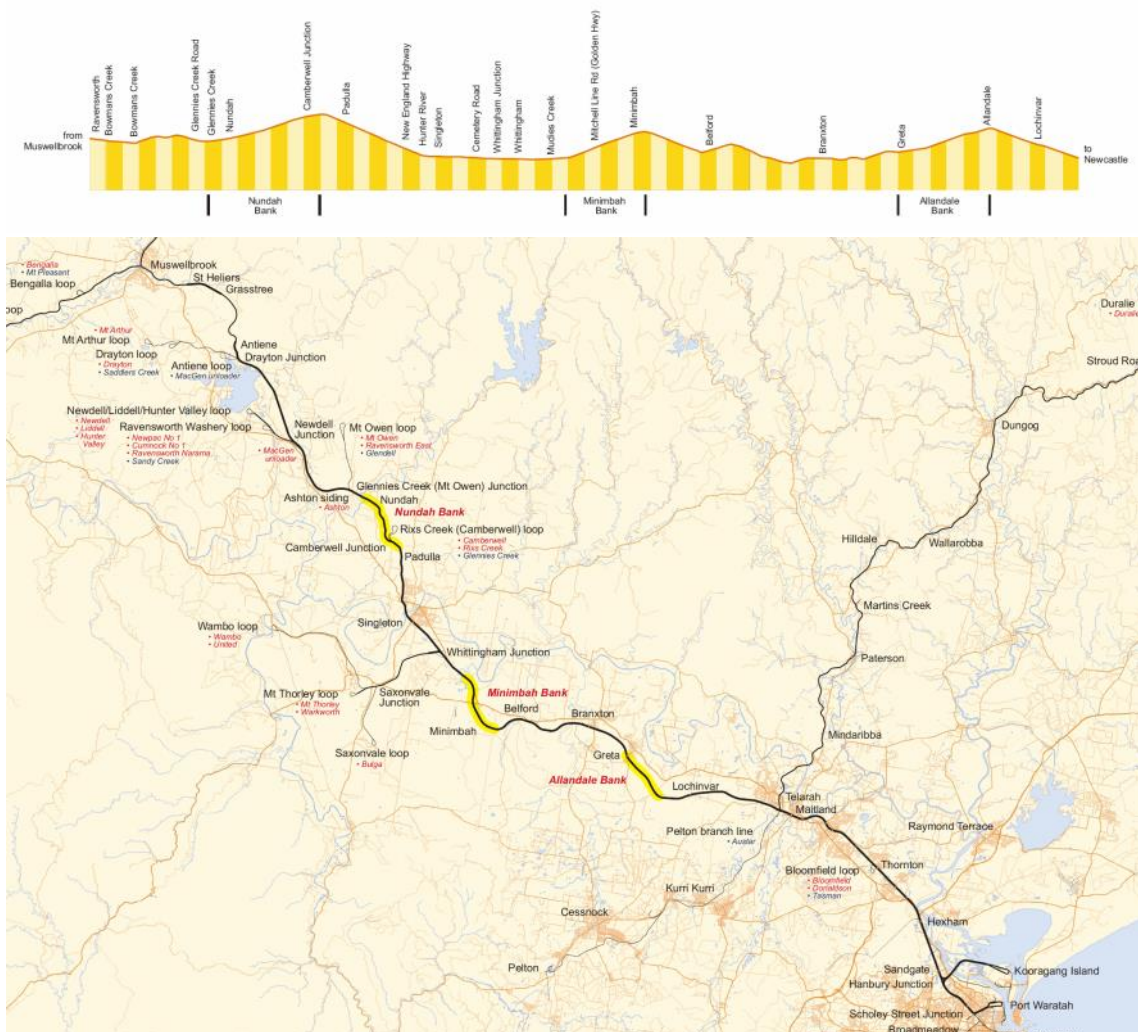 from
Muswellbrook
Ravensworth
Bowmans Creek
Bowmans Creek
Glennies Creek Road
Glennies Creek
Nundah
Camberwell Junction
Padulla
New England Highway
Hunter River
Singleton
Cemetery Road
Whittingham Junction
Whittingham
Mudies Creek
Mitchell Line Rd (Golden Hwy)
Minimbah
Belford
Branxton
Greta
Allandale
Lochinvar
to
Newcastle
Nundah
Bank
Minimbah
Bank
Allandale
Bank
• Bengalla
• Mt Pleasant
Bengalla loop
oop
Muswellbrook
St Heliers
Grasstree
• Mt Arthur
Mt Arthur loop
Drayton loop
• Drayton
• Saddlers Creek
Antiene
Drayton Junction
Antiene loop
• MacGen unloader
Newdell/Liddell/Hunter Valley loop
• Newdell
• Liddell
• Hunter
Valley
Ravensworth Washery loop
• Newpac No 1
• Cumnock No 1
• Ravensworth Narama
• Sandy Creek
Newdell
Junction
• MacGen
unloader
Mt Owen loop
• Mt Owen
• Ravensworth East
• Glendell
Glennies Creek (Mt Owen) Junction
Ashton siding
• Ashton
Nundah
Nundah Bank
Rixs Creek (Camberwell) loop
• Camberwell
• Rixs Creek
• Glennies Creek
Camberwell Junction
Padulla
Singleton
Wambo loop
• Wambo
• United
Whittingham Junction
Mt Thorley loop
• Mt Thorley
• Warkworth
Saxonvale
Junction
Saxonvale loop
• Bulga
Minimbah Bank
Minimbah
Belford
Branxton
Greta
Allandale Bank
Lochinvar
Duralie
• Duralie
Stroud Roa
Dungog
Hilldale
Wallarobba
Martins Creek
Paterson
Mindaribba
Telarah
Maitland
Pelton branch line
• Austar
Raymond Terrace
Bloomfield loop
• Bloomfield
• Donaldson
• Tasman
Thornton
Kurri Kurri
Cessnock
Pelton
Hexham
Sandgate
Hanbury Junction
Kooragang Island
Port Waratah
Scholey Street Junction
Broadmeadow